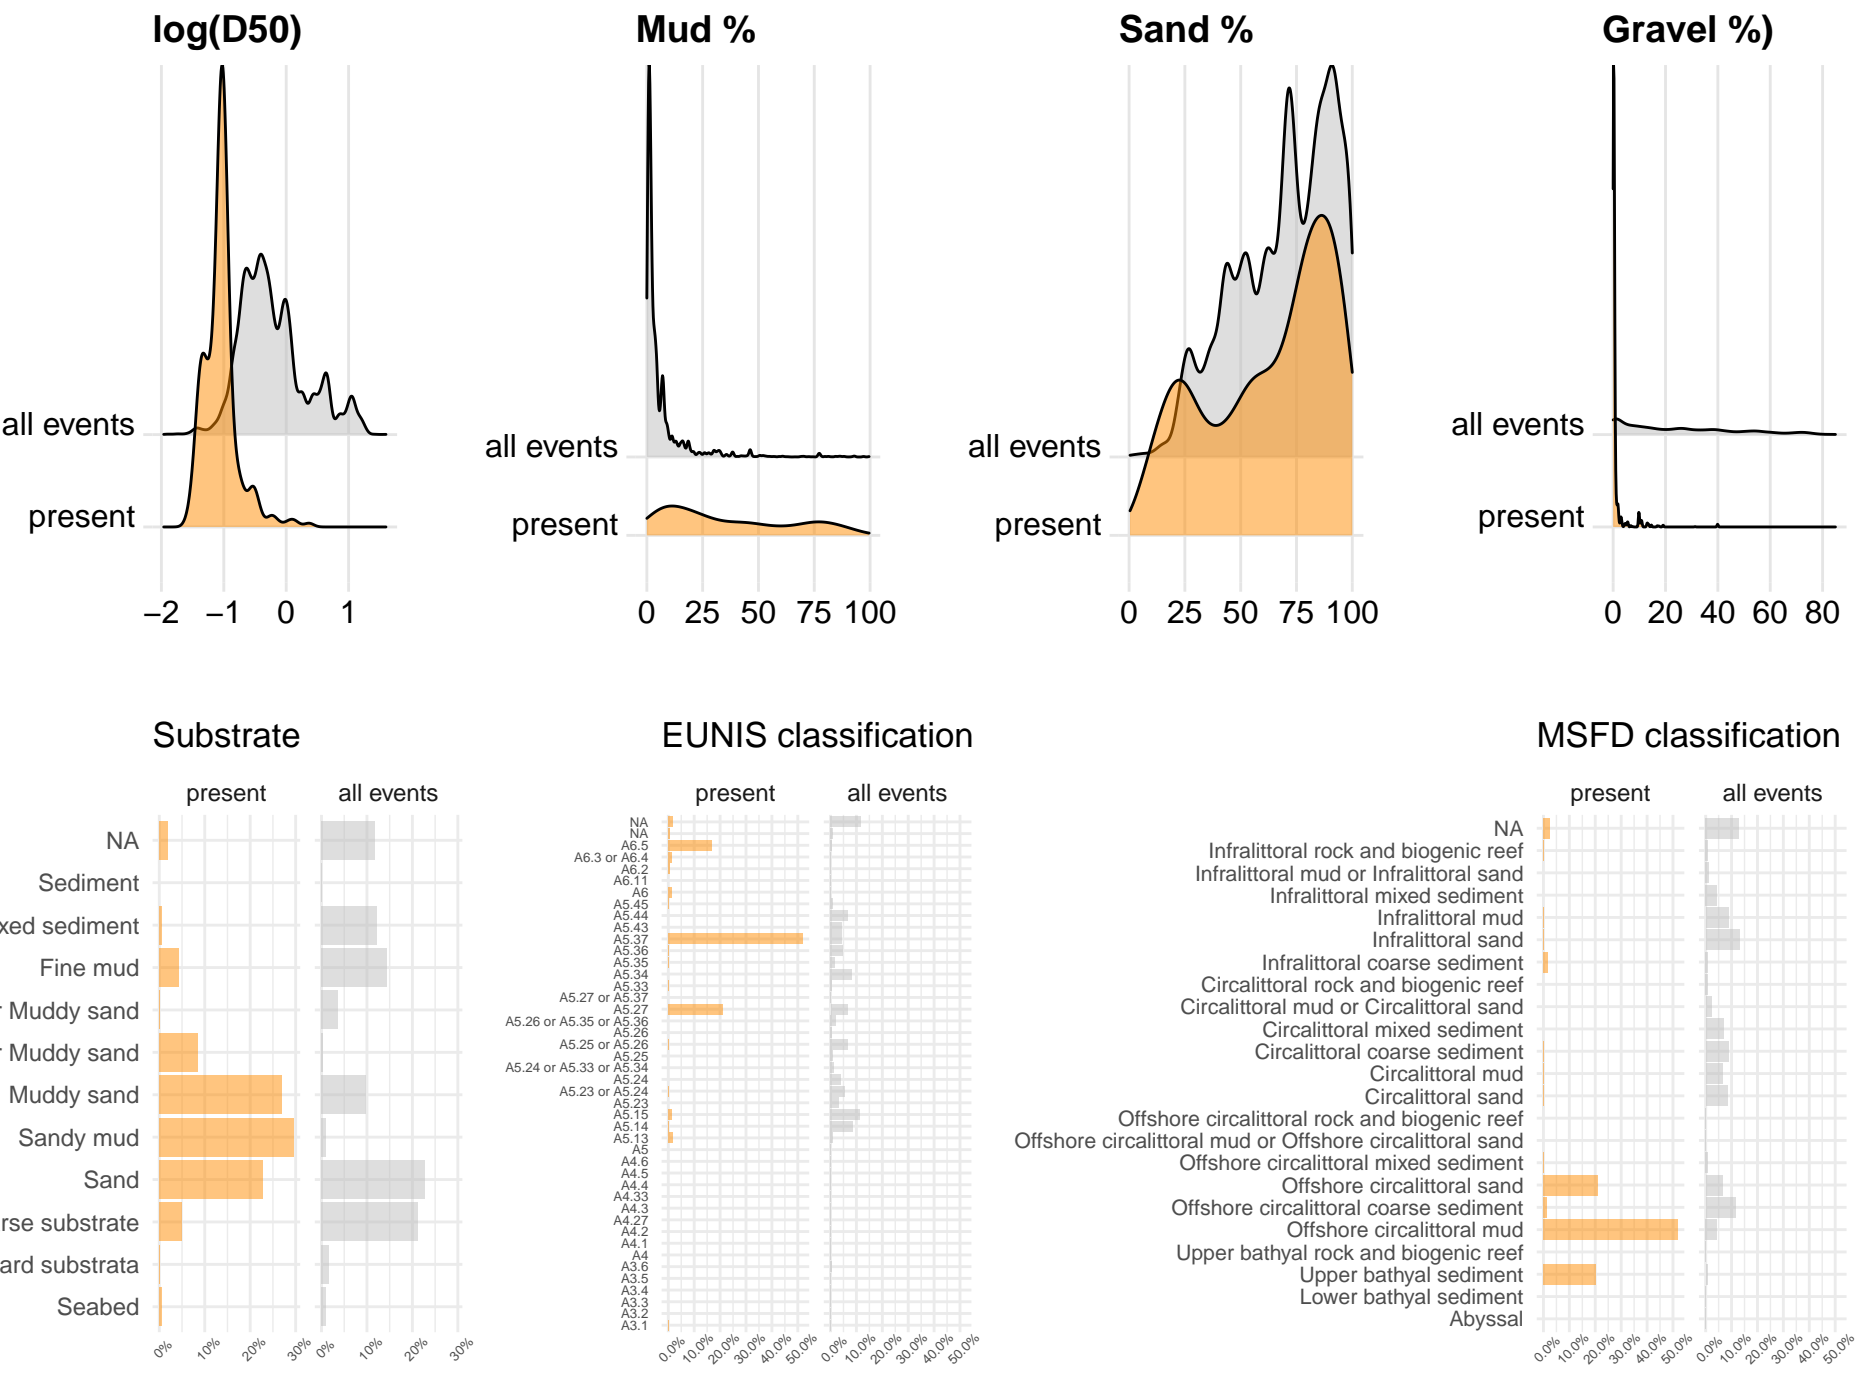 log(D50)
Mud %
Sand %
Gravel %)
all events
present
−2 −1 0 1
all events
present
0 25 50 75 100
all events
present
0 25 50 75 100
all events
present
0 20 40 60 80
Substrate
present all events
NA
Sediment
xed sediment
Fine mud
r Muddy sand
r Muddy sand
Muddy sand
Sandy mud
Sand
rse substrate
ard substrata
Seabed
0% 10% 20% 30% 0% 10% 20% 30%
EUNIS classification
present all events
NA
NA
A6.5
A6.3 or A6.4
A6.2
A6.11
A6
A5.45
A5.44
A5.43
A5.37
A5.36
A5.35
A5.34
A5.33
A5.27 or A5.37
A5.27
A5.26 or A5.35 or A5.36
A5.26
A5.25 or A5.26
A5.25
A5.24 or A5.33 or A5.34
A5.24
A5.23 or A5.24
A5.23
A5.15
A5.14
A5.13
A5
A4.6
A4.5
A4.4
A4.33
A4.3
A4.27
A4.2
A4.1
A4
A3.6
A3.5
A3.4
A3.3
A3.2
A3.1
0.0% 10.0% 20.0% 30.0% 40.0% 50.0% 0.0% 10.0% 20.0% 30.0% 40.0% 50.0%
MSFD classification
present all events
NA
Infralittoral rock and biogenic reef
Infralittoral mud or Infralittoral sand
Infralittoral mixed sediment
Infralittoral mud
Infralittoral sand
Infralittoral coarse sediment
Circalittoral rock and biogenic reef
Circalittoral mud or Circalittoral sand
Circalittoral mixed sediment
Circalittoral coarse sediment
Circalittoral mud
Circalittoral sand
Offshore circalittoral rock and biogenic reef
Offshore circalittoral mud or Offshore circalittoral sand
Offshore circalittoral mixed sediment
Offshore circalittoral sand
Offshore circalittoral coarse sediment
Offshore circalittoral mud
Upper bathyal rock and biogenic reef
Upper bathyal sediment
Lower bathyal sediment
Abyssal
0.0% 10.0% 20.0% 30.0% 40.0% 50.0% 0.0% 10.0% 20.0% 30.0% 40.0% 50.0%